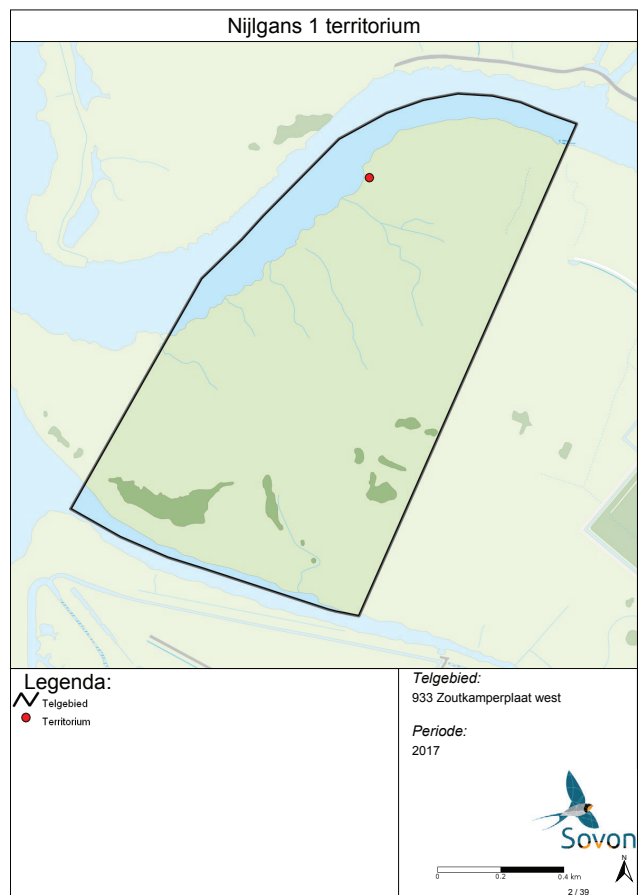 Nijlgans 1 territorium
Legenda:
Telgebied
Territorium
Telgebied:
933 Zoutkamperplaat west
Periode:
2017
Sovon
N
0 0.2 0.4 km
2 / 39